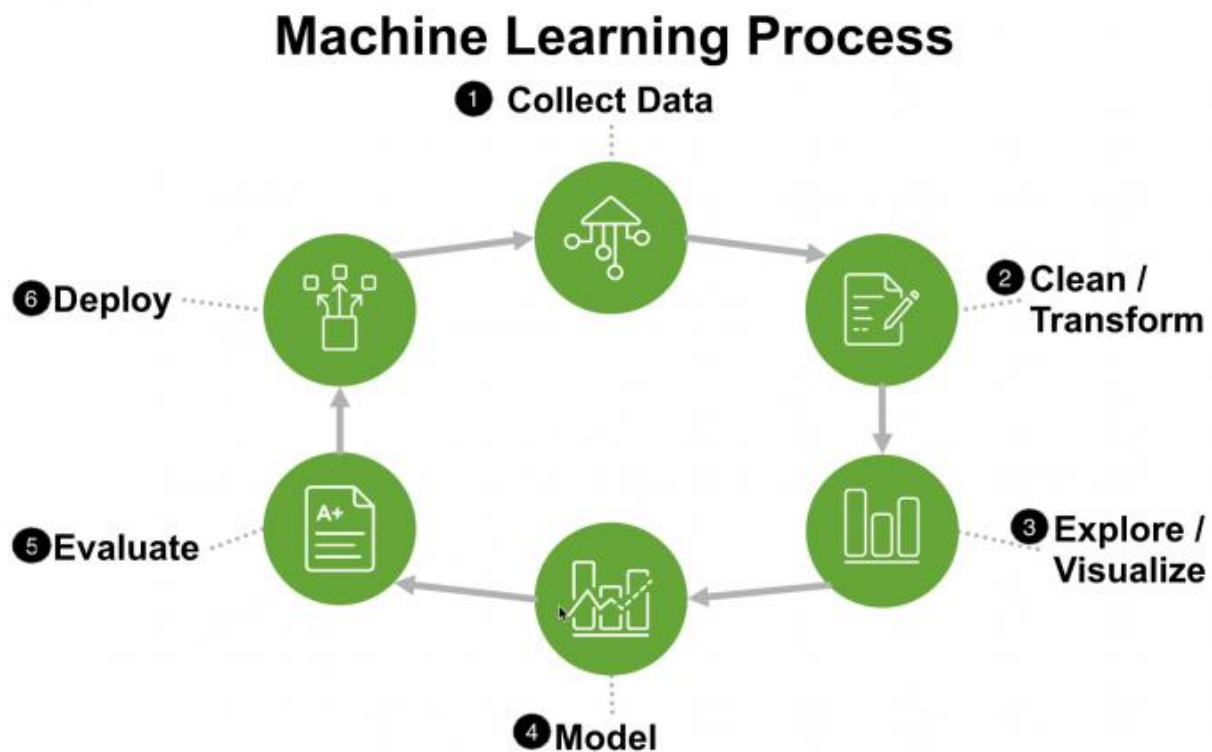 Machine Learning Process
1 Collect Data
2 Clean /
Transform
3 Explore /
Visualize
4 Model
5 Evaluate
A+
6 Deploy